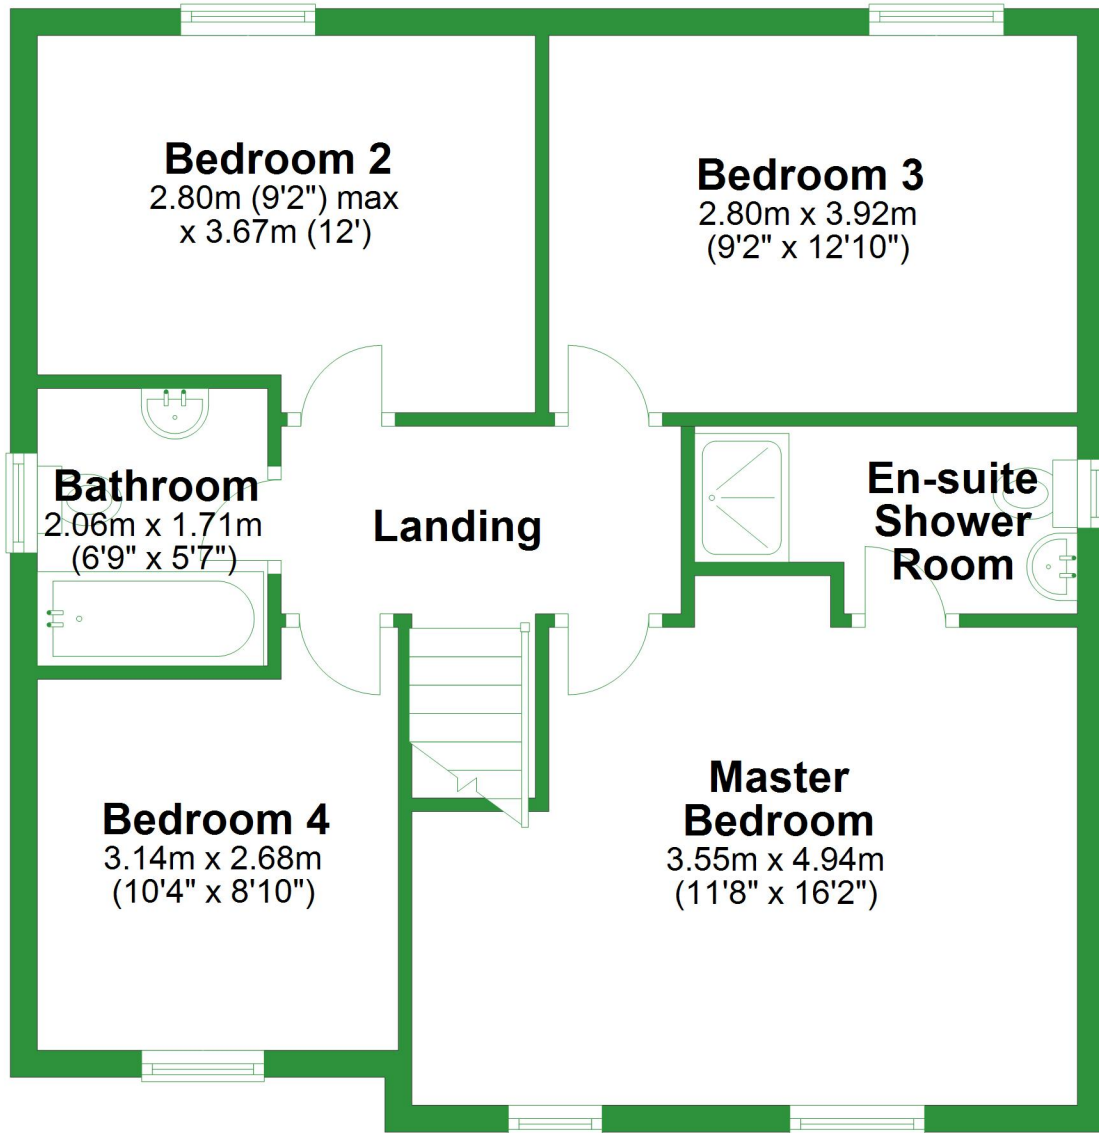 Bedroom 2
2.80m (9'2") max
x 3.67m (12')
Bedroom 3
2.80m x 3.92m
(9'2" x 12'10")
Bathroom
2.06m x 1.71m
(6'9" x 5'7")
Landing
En-suite
Shower
Room
Bedroom 4
3.14m x 2.68m
(10'4" x 8'10")
Master
Bedroom
3.55m x 4.94m
(11'8" x 16'2")